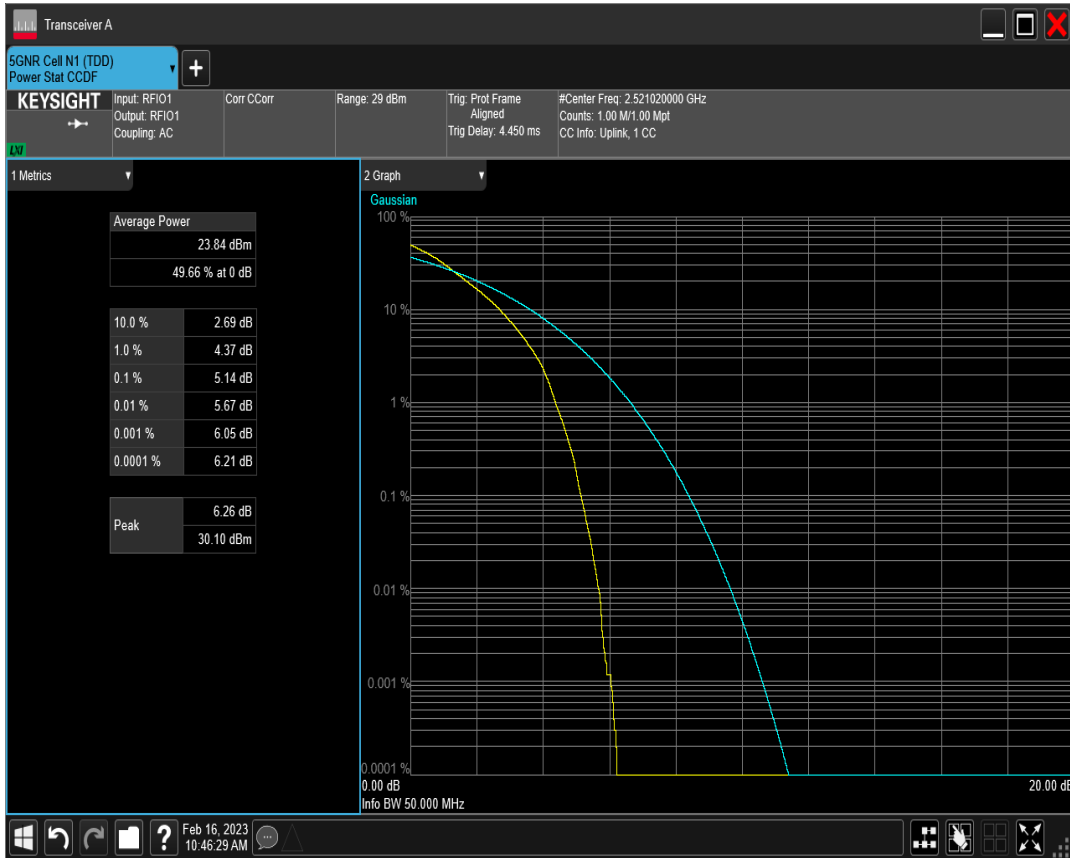 Transceiver A
5GNR Cell N1 (TDD)
Power Stat CCDF
KEYSIGHT
LXI
Input: RFIO1
Output: RFIO1
Coupling: AC
Corr CCorr
Range: 29 dBm
Trig: Prot Frame
Aligned
Trig Delay: 4.450 ms
#Center Freq: 2.521020000 GHz
Counts: 1.00 M/1.00 Mpt
CC Info: Uplink, 1 CC
1 Metrics
Average Power
23.84 dBm
49.66 % at 0 dB
10.0 % 2.69 dB
1.0 % 4.37 dB
0.1 % 5.14 dB
0.01 % 5.67 dB
0.001 % 6.05 dB
0.0001 % 6.21 dB
Peak
6.26 dB
30.10 dBm
2 Graph
Gaussian
100 %
10 %
1 %
0.1 %
0.01 %
0.001 %
0.0001 %
0.00 dB 20.00 dB
Info BW 50.000 MHz
?
Feb 16, 2023
10:46:29 AM